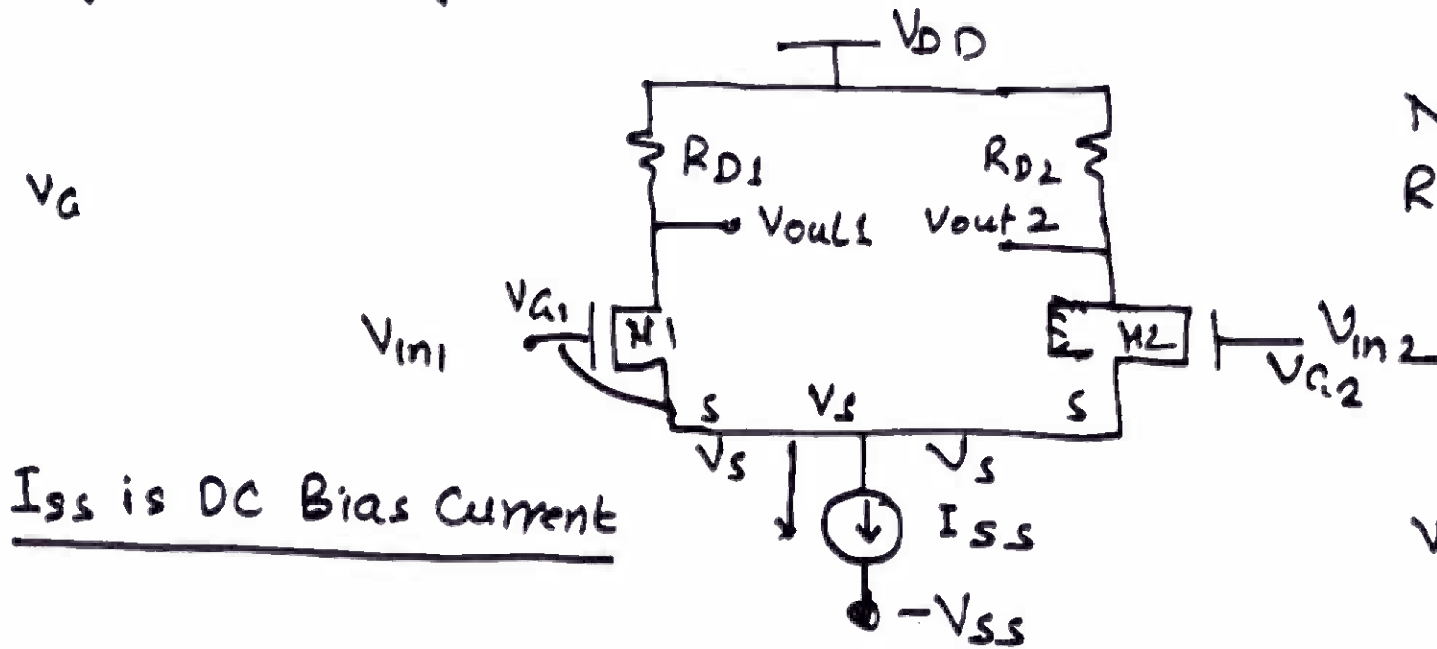 VDD
RD1
RD2
VG
Vout1
Vout2
VG1
Vin1
M1
M2
Vin2
VG2
S
VS
S
VS
VS
ISS is DC Bias Current
ISS
-VSS
R
V